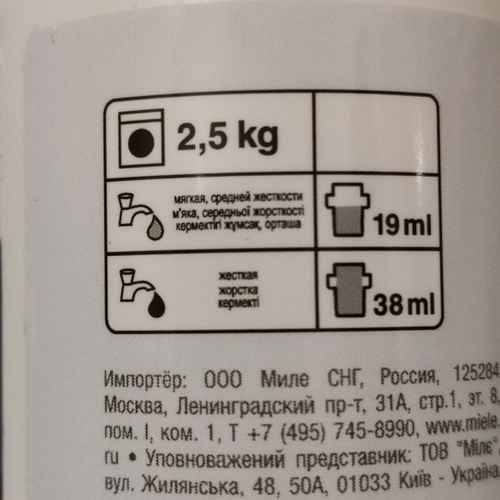 2,5 kg
мягкая, средней жесткости
м'яка, середньої жорсткості
кермектігі жұмсақ, орташа
19 ml
жесткая
жорстка
кермекті
38 ml
Импортёр: ООО Миле СНГ, Россия, 125284
Москва, Ленинградский пр-т, 31А, стр.1, эт. 8,
пом. I, ком. 1, Т +7 (495) 745-8990, www.miele.
ru • Уповноважений представник: ТОВ "Міле",
вул. Жилянська, 48, 50А, 01033 Київ - Україна